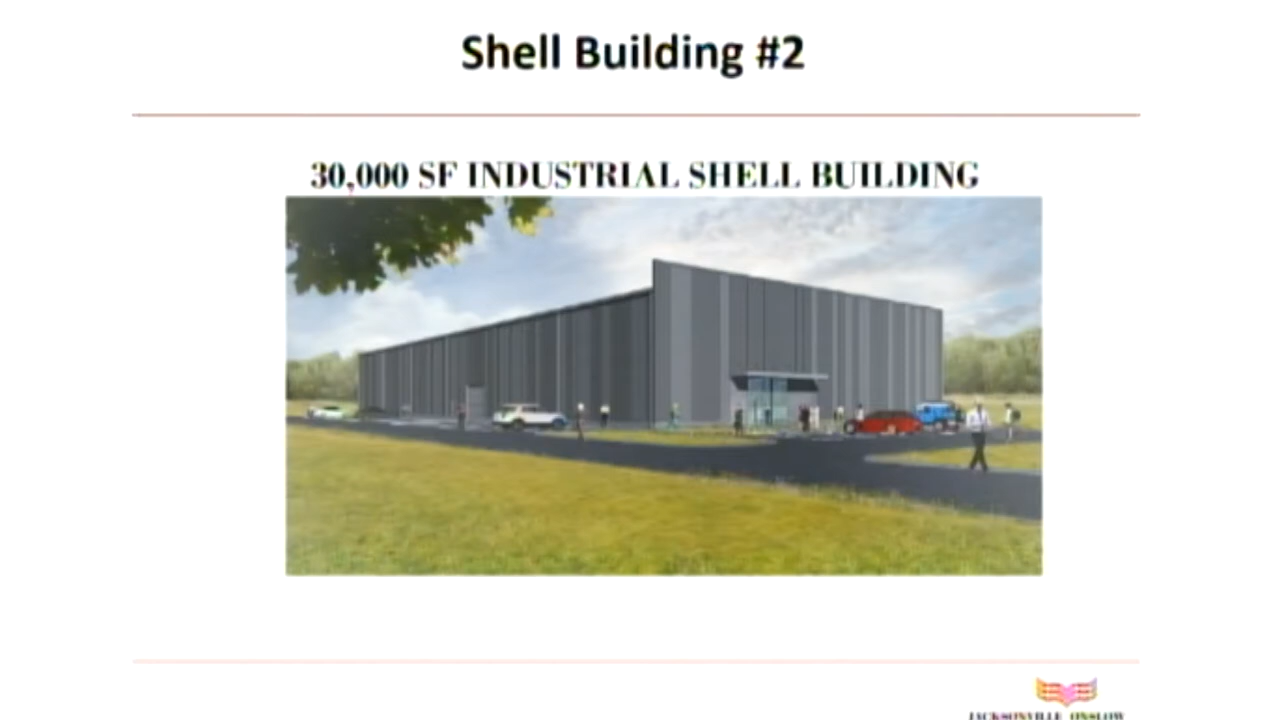 Shell Building #2
30,000 SF INDUSTRIAL SHELL BUILDING
JACKSONVILLE ONSLOW